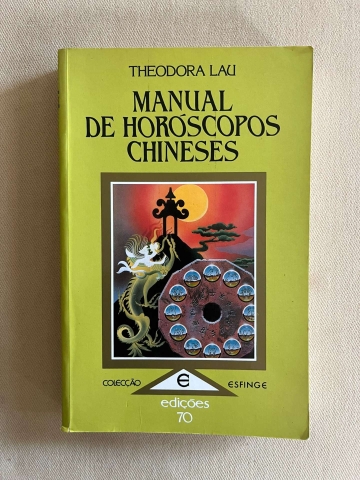 THEODORA LAU
MANUAL
DE HORÓSCOPOS
CHINESES
COLECÇÃO
e
ESFINGE
edições
70